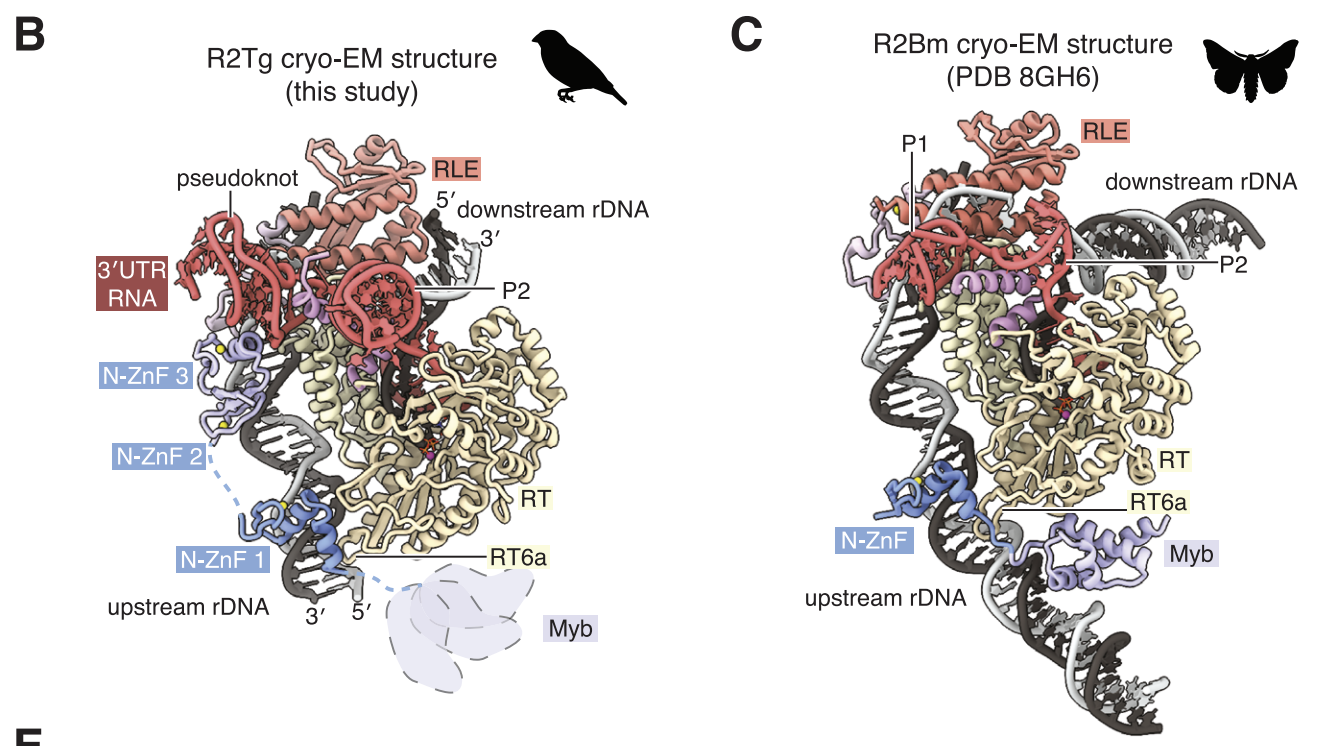 B
R2Tg cryo-EM structure
(this study)
RLE
pseudoknot
5′
downstream rDNA
3′
3′UTR
RNA
P2
N-ZnF 3
N-ZnF 2
RT
N-ZnF 1
RT6a
upstream rDNA
3′
5′
Myb
C
R2Bm cryo-EM structure
(PDB 8GH6)
RLE
P1
downstream rDNA
P2
RT
RT6a
N-ZnF
Myb
upstream rDNA